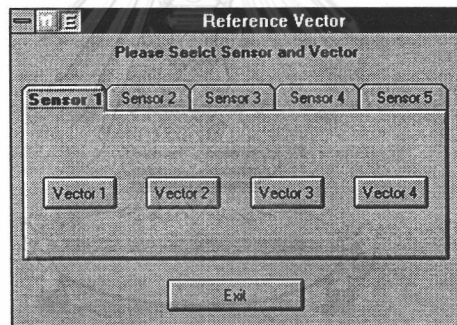 Reference Vector
Please Seelct Sensor and Vector
Sensor 1 Sensor 2 Sensor 3 Sensor 4 Sensor 5
Vector 1 Vector 2 Vector 3 Vector 4
Exit